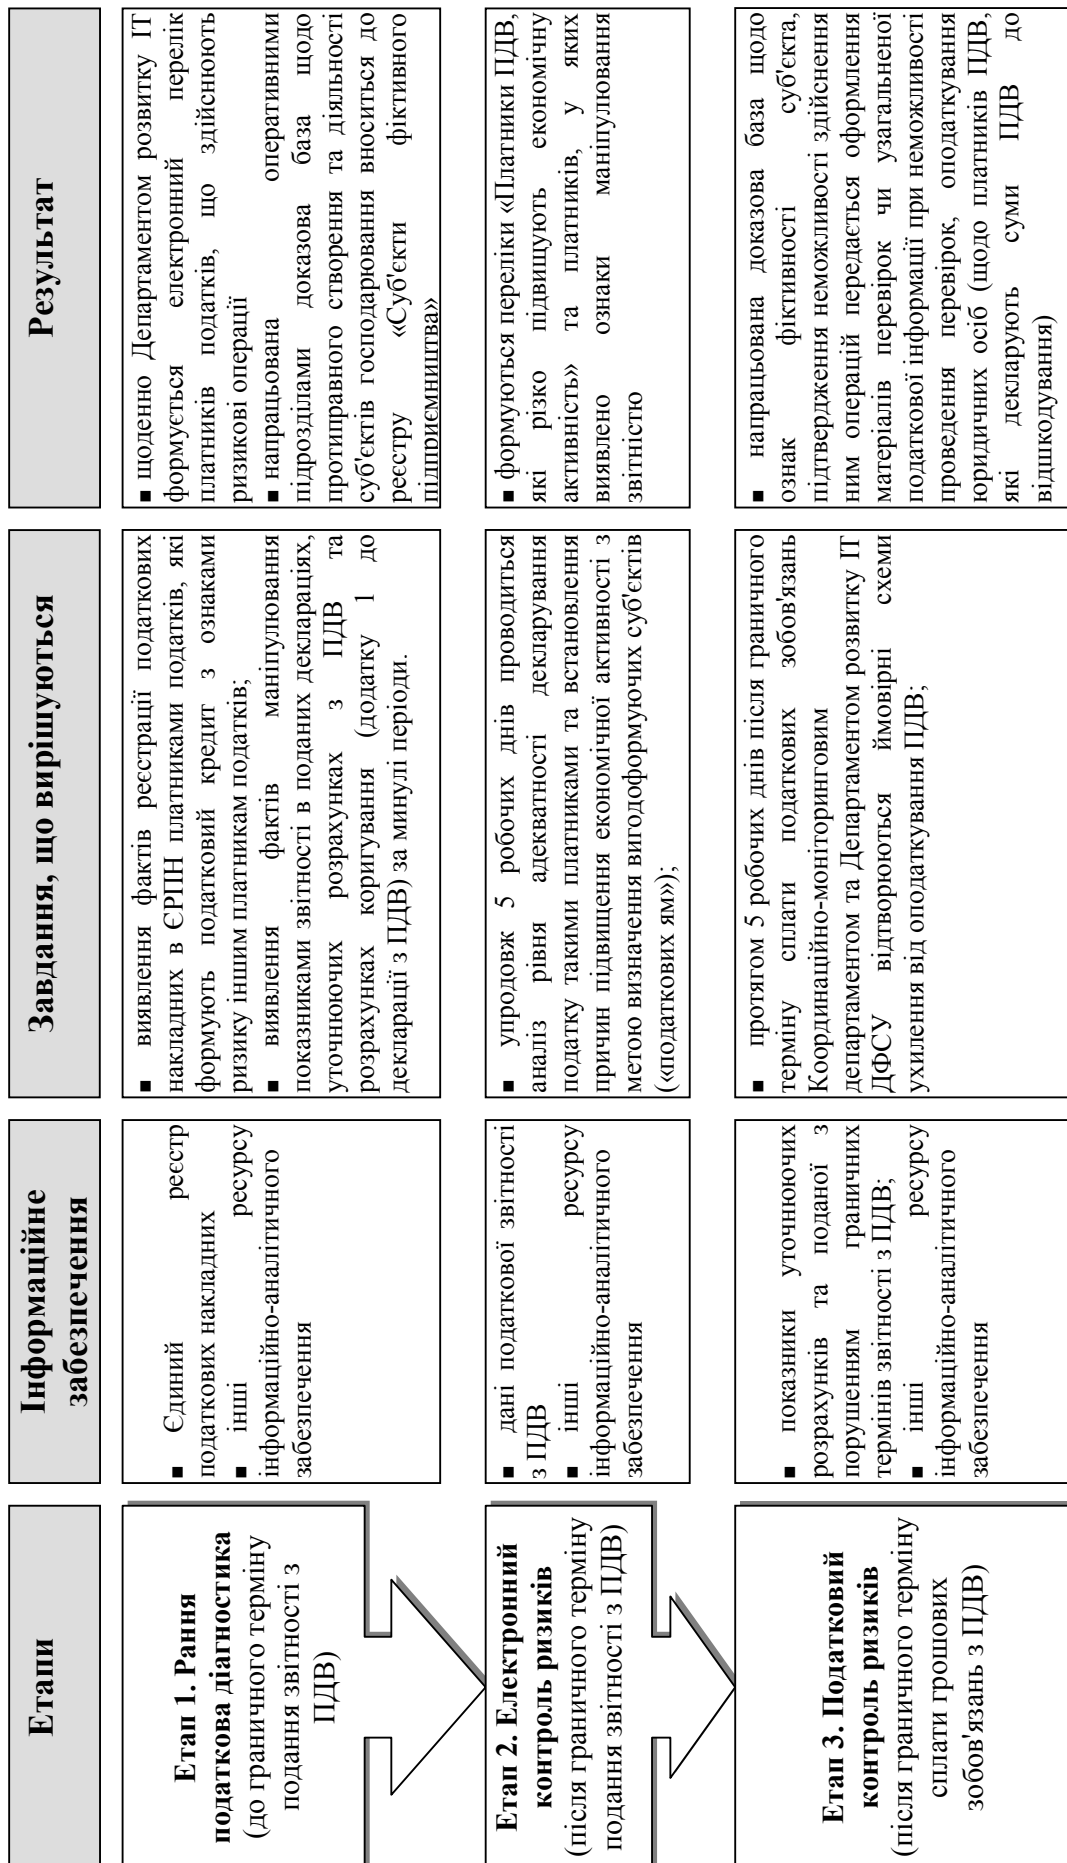 Етапи
Інформаційне
забезпечення
Завдання, що вирішуються
Результат
Етап 1. Рання
податкова діагностика
(до граничного терміну
подання звітності з
ПДВ)
▪ Єдиний реєстр
податкових накладних
▪ інші ресурсу
інформаційно-аналітичного
забезпечення
▪ виявлення фактів реєстрації податкових
накладних в ЄРПН платниками податків, які
формують податковий кредит з ознаками
ризику іншим платникам податків;
▪ виявлення фактів маніпулювання
показниками звітності в поданих деклараціях,
уточнюючих розрахунках з ПДВ та
розрахунках коригування (додатку 1 до
декларації з ПДВ) за минулі періоди.
▪ щоденно Департаментом розвитку ІТ
формується електронний перелік
платників податків, що здійснюють
ризикові операції
▪ напрацьована оперативними
підрозділами доказова база щодо
протиправного створення та діяльності
суб'єктів господарювання вноситься до
реєстру «Суб'єкти фіктивного
підприємництва»
Етап 2. Електронний
контроль ризиків
(після граничного терміну
подання звітності з ПДВ)
▪ дані податкової звітності
з ПДВ
▪ інші ресурсу
інформаційно-аналітичного
забезпечення
▪ упродовж 5 робочих днів проводиться
аналіз рівня адекватності декларування
податку такими платниками та встановлення
причин підвищення економічної активності з
метою визначення вигодоформуючих суб'єктів
(«податкових ям»);
▪ формуються переліки «Платники ПДВ,
які різко підвищують економічну
активність» та платників, у яких
виявлено ознаки маніпулювання
звітністю
Етап 3. Податковий
контроль ризиків
(після граничного терміну
сплати грошових
зобов'язань з ПДВ)
▪ показники уточнюючих
розрахунків та поданої з
порушенням граничних
термінів звітності з ПДВ;
▪ інші ресурсу
інформаційно-аналітичного
забезпечення
▪ протягом 5 робочих днів після граничного
терміну сплати податкових зобов'язань
Координаційно-моніторинговим
департаментом та Департаментом розвитку ІТ
ДФСУ відтворюються ймовірні схеми
ухилення від оподаткування ПДВ;
▪ напрацьована доказова база щодо
ознак фіктивності суб'єкта,
підтвердження неможливості здійснення
ним операцій передається оформлення
матеріалів перевірок чи узагальненої
податкової інформації при неможливості
проведення перевірок, оподаткування
юридичних осіб (щодо платників ПДВ,
які декларують суми ПДВ до
відшкодування)